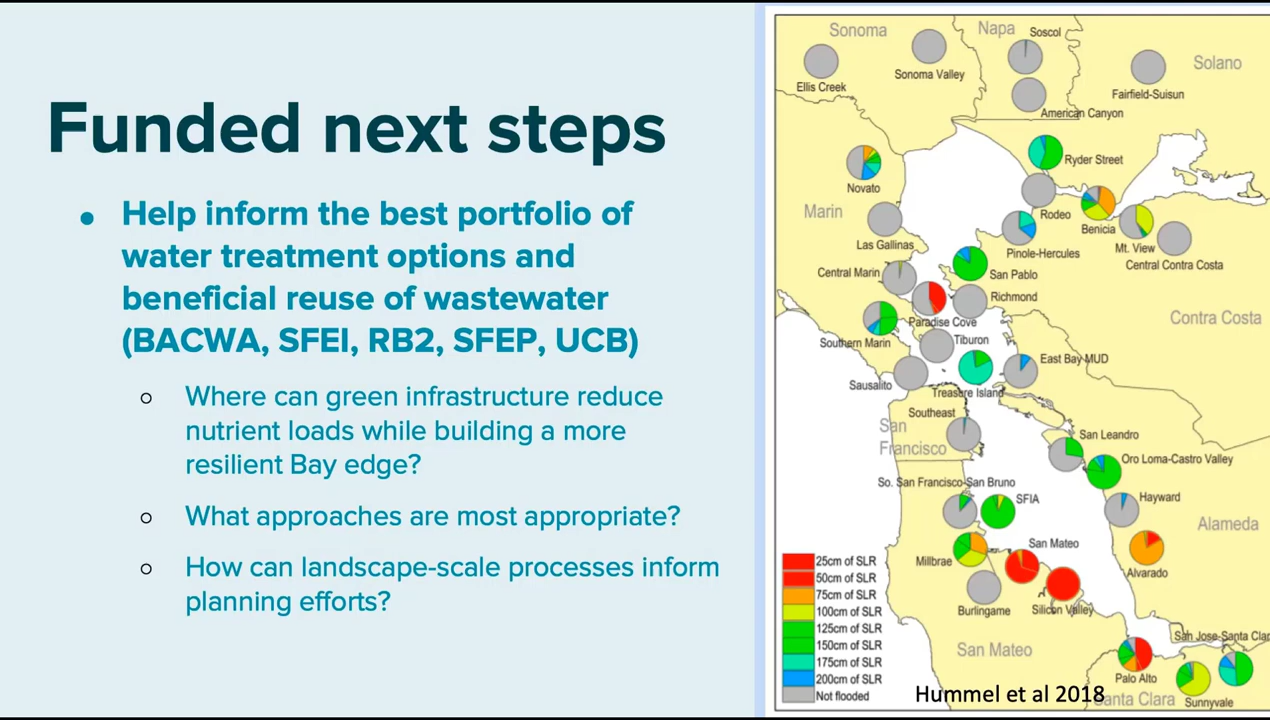 Funded next steps
Help inform the best portfolio of
water treatment options and
beneficial reuse of wastewater
(BACWA, SFEI, RB2, SFEP, UCB)
Where can green infrastructure reduce
nutrient loads while building a more
resilient Bay edge?
What approaches are most appropriate?
How can landscape-scale processes inform
planning efforts?
Sonoma
Napa
Soscol
Solano
Ellis Creek
Sonoma Valley
Fairfield-Suisun
American Canyon
Ryder Street
Novato
Rodeo
Benicia
Marin
Las Gallinas
Pinole-Hercules
Mt. View
Central Contra Costa
Central Marin
San Pablo
Richmond
Paradise Cove
Contra Costa
Southern Marin
Tiburon
East Bay MUD
Sausalito
Treasure Island
Southeast
San
Francisco
San Leandro
Oro Loma-Castro Valley
So. San Francisco-San Bruno
SFIA
Hayward
Alameda
San Mateo
Millbrae
Alvarado
Burlingame
Silicon Valley
San Mateo
San Jose-Santa Clar
Palo Alto
Santa Clara
Sunnyvale
25cm of SLR
50cm of SLR
75cm of SLR
100cm of SLR
125cm of SLR
150cm of SLR
175cm of SLR
200cm of SLR
Not flooded
Hummel et al 2018